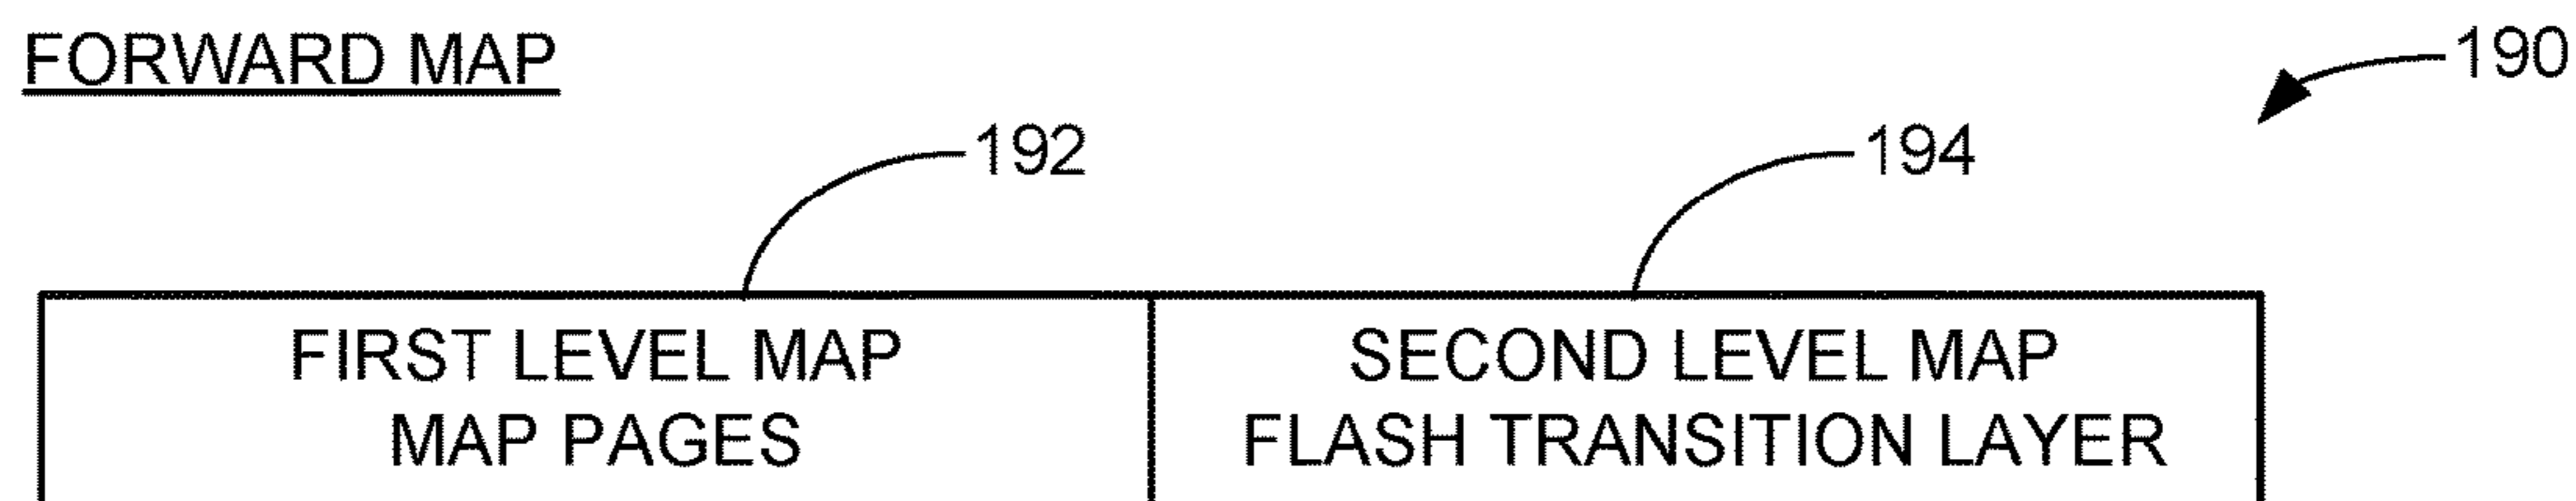 FORWARD MAP
190
192
194
FIRST LEVEL MAP
MAP PAGES
SECOND LEVEL MAP
FLASH TRANSITION LAYER